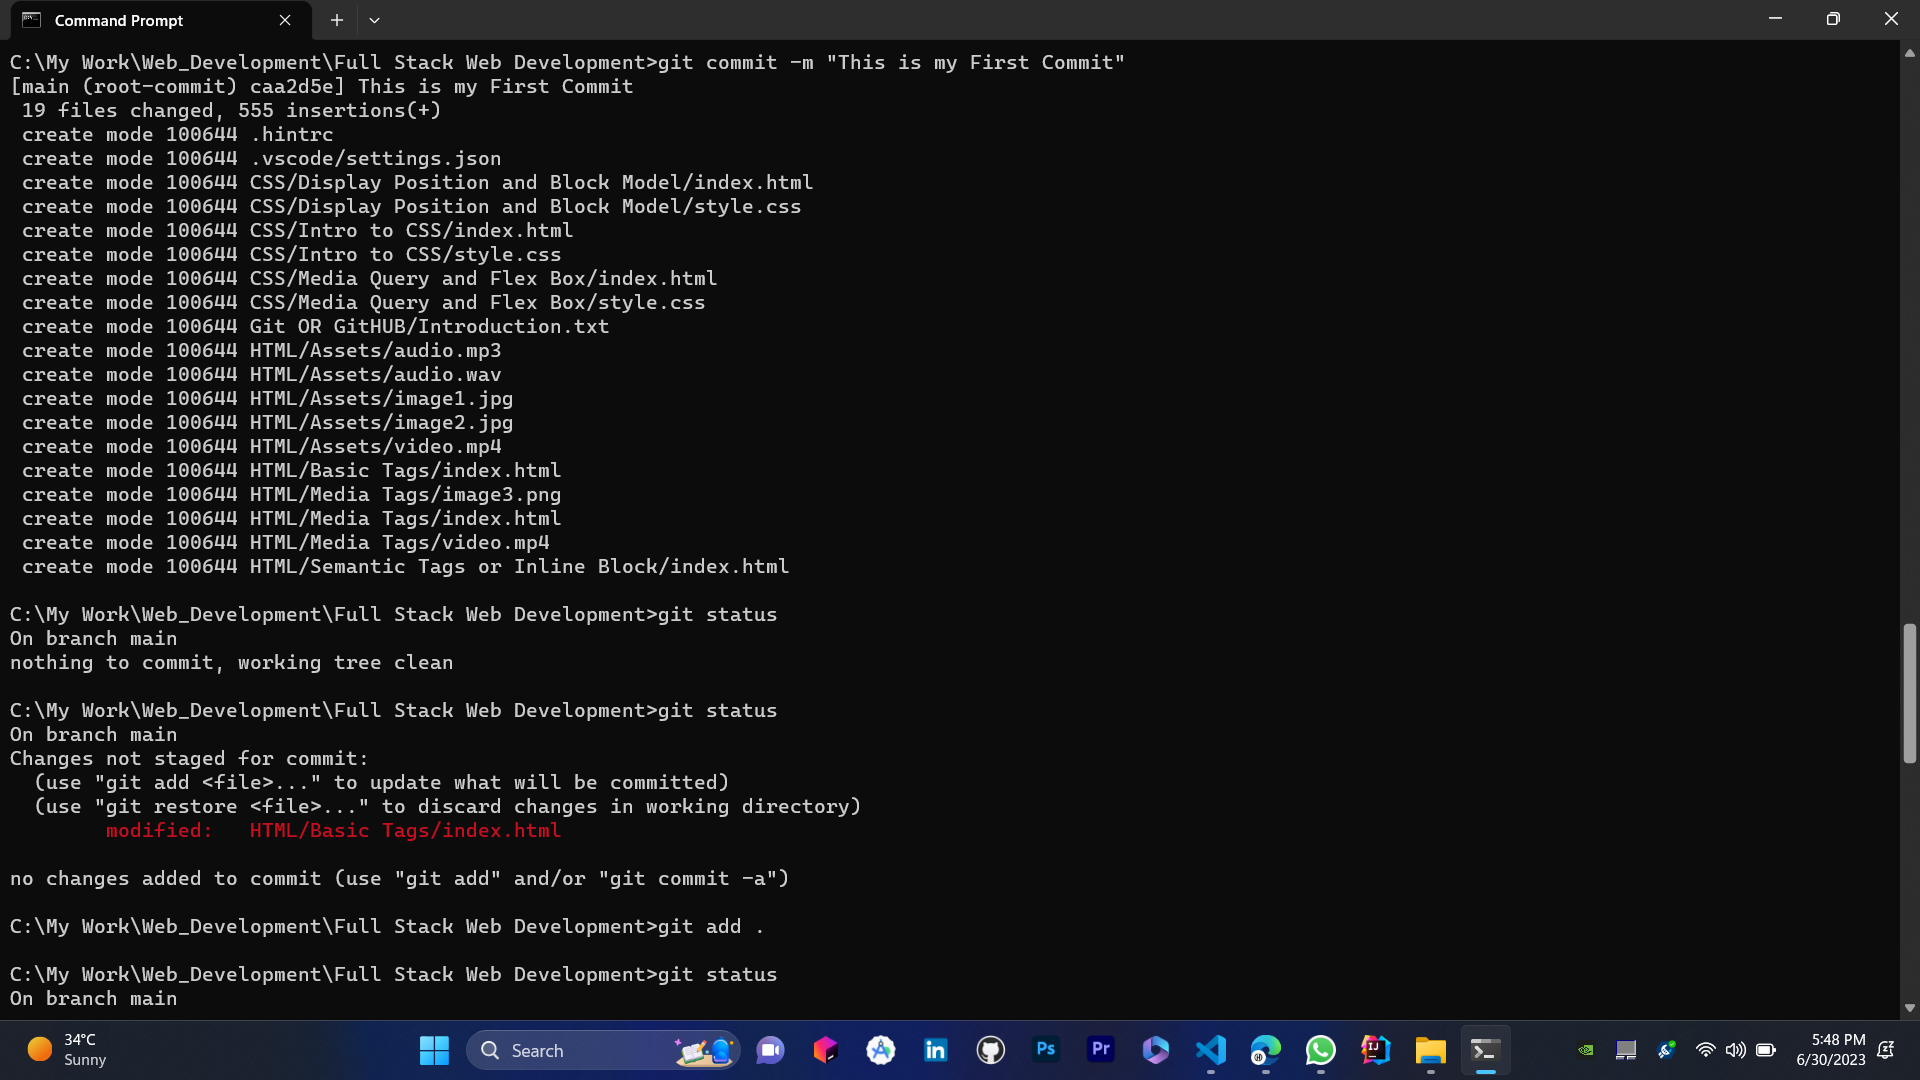 Command Prompt
C:\My Work\Web_Development\Full Stack Web Development>git commit -m "This is my First Commit"
[main (root-commit) caa2d5e] This is my First Commit
 19 files changed, 555 insertions(+)
 create mode 100644 .hintrc
 create mode 100644 .vscode/settings.json
 create mode 100644 CSS/Display Position and Block Model/index.html
 create mode 100644 CSS/Display Position and Block Model/style.css
 create mode 100644 CSS/Intro to CSS/index.html
 create mode 100644 CSS/Intro to CSS/style.css
 create mode 100644 CSS/Media Query and Flex Box/index.html
 create mode 100644 CSS/Media Query and Flex Box/style.css
 create mode 100644 Git OR GitHUB/Introduction.txt
 create mode 100644 HTML/Assets/audio.mp3
 create mode 100644 HTML/Assets/audio.wav
 create mode 100644 HTML/Assets/image1.jpg
 create mode 100644 HTML/Assets/image2.jpg
 create mode 100644 HTML/Assets/video.mp4
 create mode 100644 HTML/Basic Tags/index.html
 create mode 100644 HTML/Media Tags/image3.png
 create mode 100644 HTML/Media Tags/index.html
 create mode 100644 HTML/Media Tags/video.mp4
 create mode 100644 HTML/Semantic Tags or Inline Block/index.html
C:\My Work\Web_Development\Full Stack Web Development>git status
On branch main
nothing to commit, working tree clean
C:\My Work\Web_Development\Full Stack Web Development>git status
On branch main
Changes not staged for commit:
  (use "git add <file>..." to update what will be committed)
  (use "git restore <file>..." to discard changes in working directory)
        modified:   HTML/Basic Tags/index.html
no changes added to commit (use "git add" and/or "git commit -a")
C:\My Work\Web_Development\Full Stack Web Development>git add .
C:\My Work\Web_Development\Full Stack Web Development>git status
On branch main
34°C
Sunny
Search
Ps
Pr
5:48 PM
6/30/2023